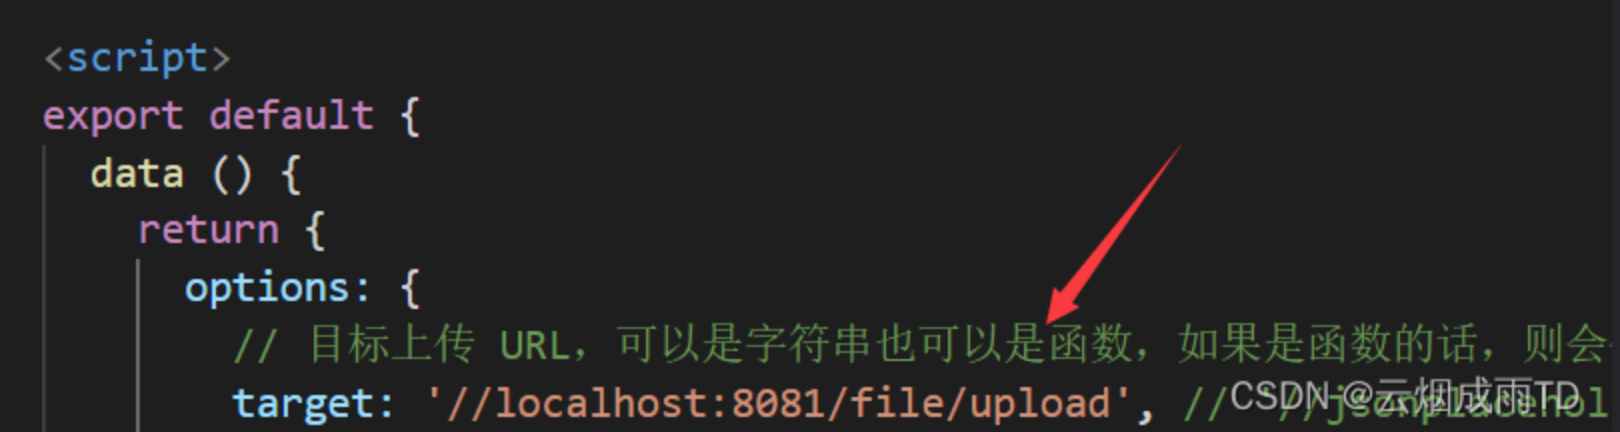 <script>
export default {
data () {
return {
options: {
// 目标上传 URL，可以是字符串也可以是函数，如果是函数的话，则会
target: '//localhost:8081/file/upload', // '//jsonplacehol
CSDN @云烟成雨TD